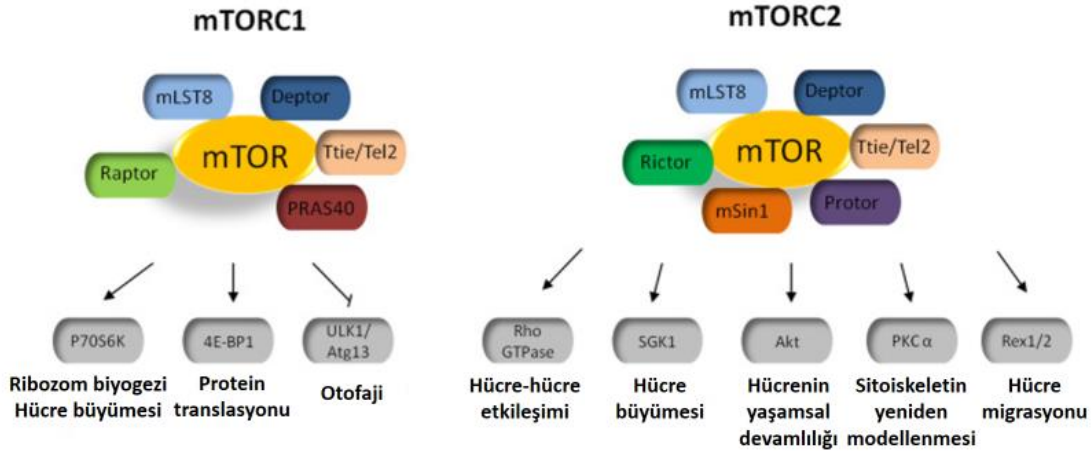 mTORC1
mLST8
Deptor
mTOR
Ttie/Tel2
Raptor
PRAS40
P70S6K
4E-BP1
ULK1/
Atg13
Ribozom biyogezi
Hücre büyümesi
Protein
translasyonu
Otofaji
mTORC2
mLST8
Deptor
mTOR
Ttie/Tel2
Rictor
mSin1
Protor
Rho
GTPase
SGK1
Akt
PKC α
Rex1/2
Hücre-hücre
etkileşimi
Hücre
büyümesi
Hücrenin
yaşamsal
devamlılığı
Sitoiskeletin
yeniden
modellenmesi
Hücre
migrasyonu